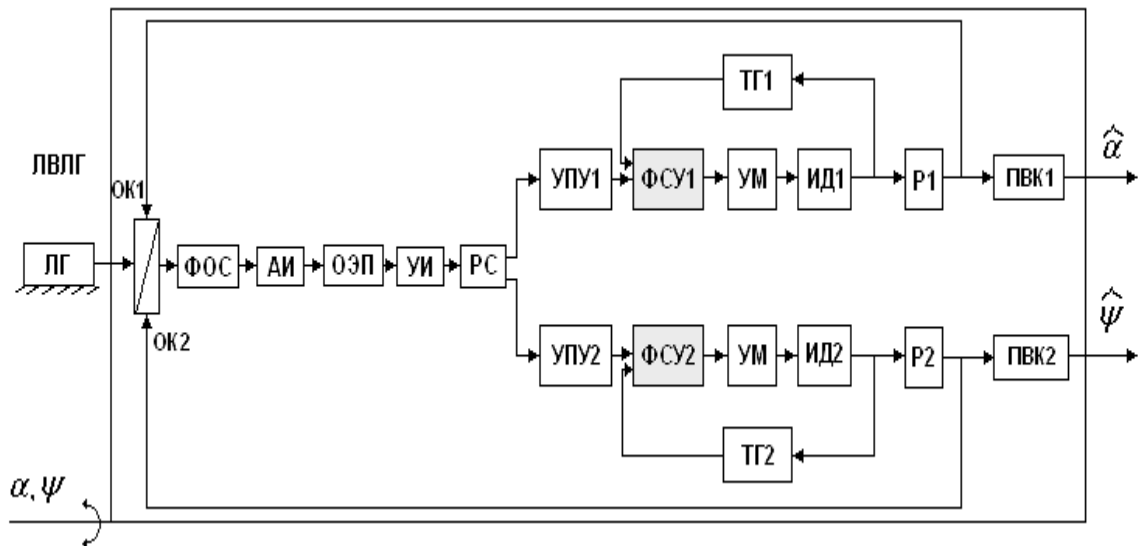 ТГ1
α̂
ЛВЛГ
ОК1
УПУ1
ФСУ1
УМ
ИД1
Р1
ПВК1
ЛГ
ФОС
АИ
ОЭП
УИ
РС
ОК2
ψ̂
УПУ2
ФСУ2
УМ
ИД2
Р2
ПВК2
ТГ2
α, ψ